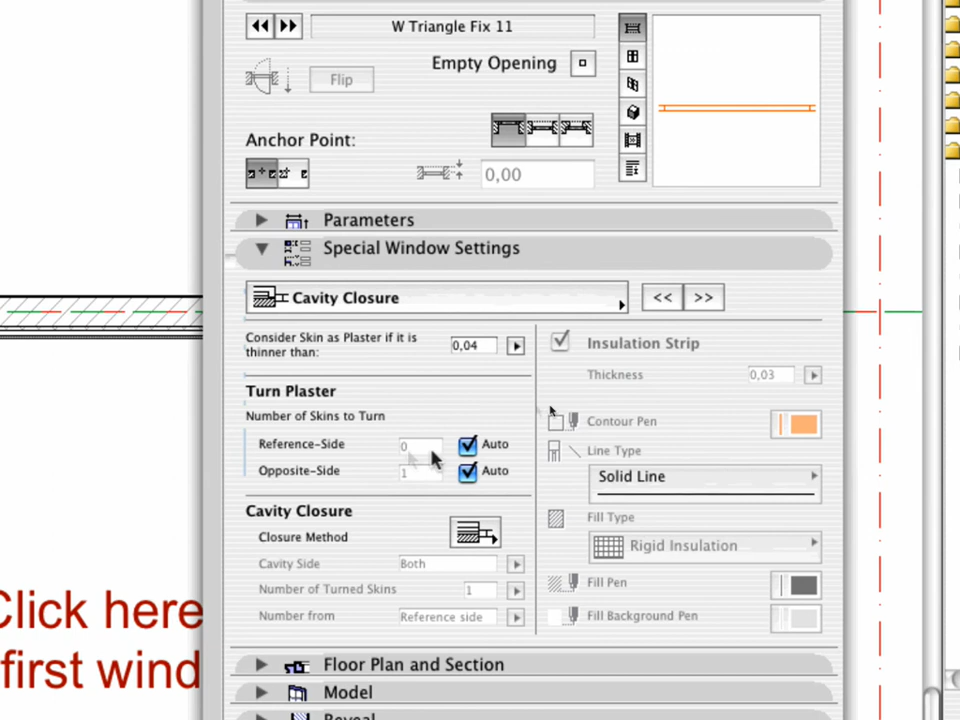 W Triangle Fix 11
Empty Opening
Flip
Anchor Point:
0,00
Parameters
Special Window Settings
Cavity Closure
<<
>>
Consider Skin as Plaster if it is
thinner than:
0,04
Insulation Strip
Thickness
0,03
Turn Plaster
Number of Skins to Turn
Reference-Side
0
Auto
Opposite-Side
1
Auto
Contour Pen
Line Type
Solid Line
Fill Type
Rigid Insulation
Fill Pen
Fill Background Pen
Cavity Closure
Closure Method
Cavity Side
Both
Number of Turned Skins
1
Number from
Reference side
Click here
first wind
Floor Plan and Section
Model
Reveal